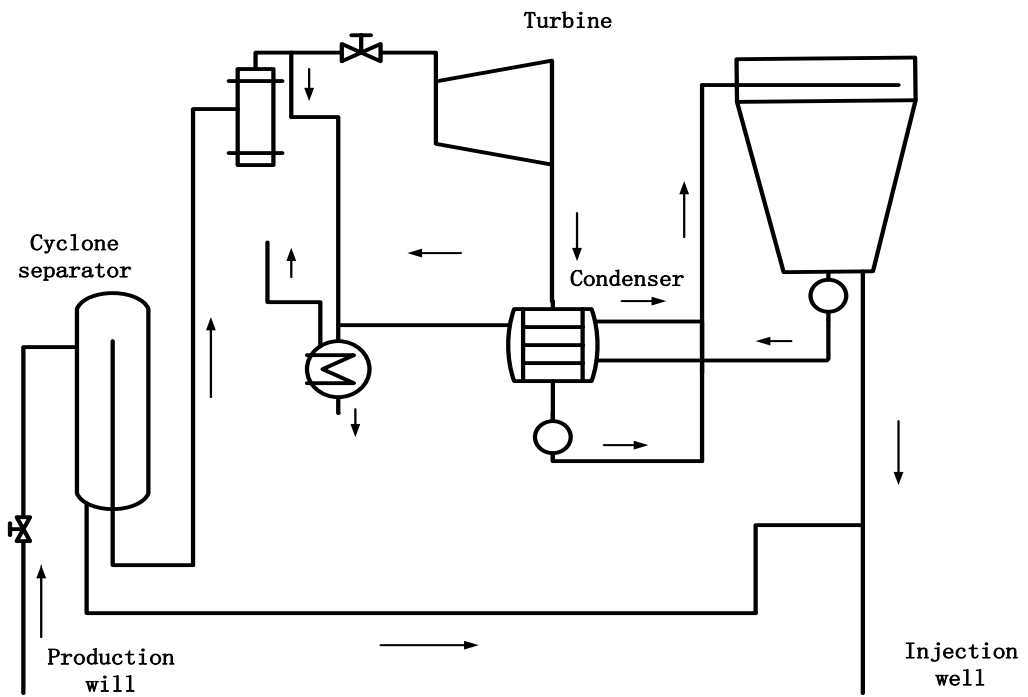 Turbine
Cyclone
separator
Condenser
Production
will
Injection
well